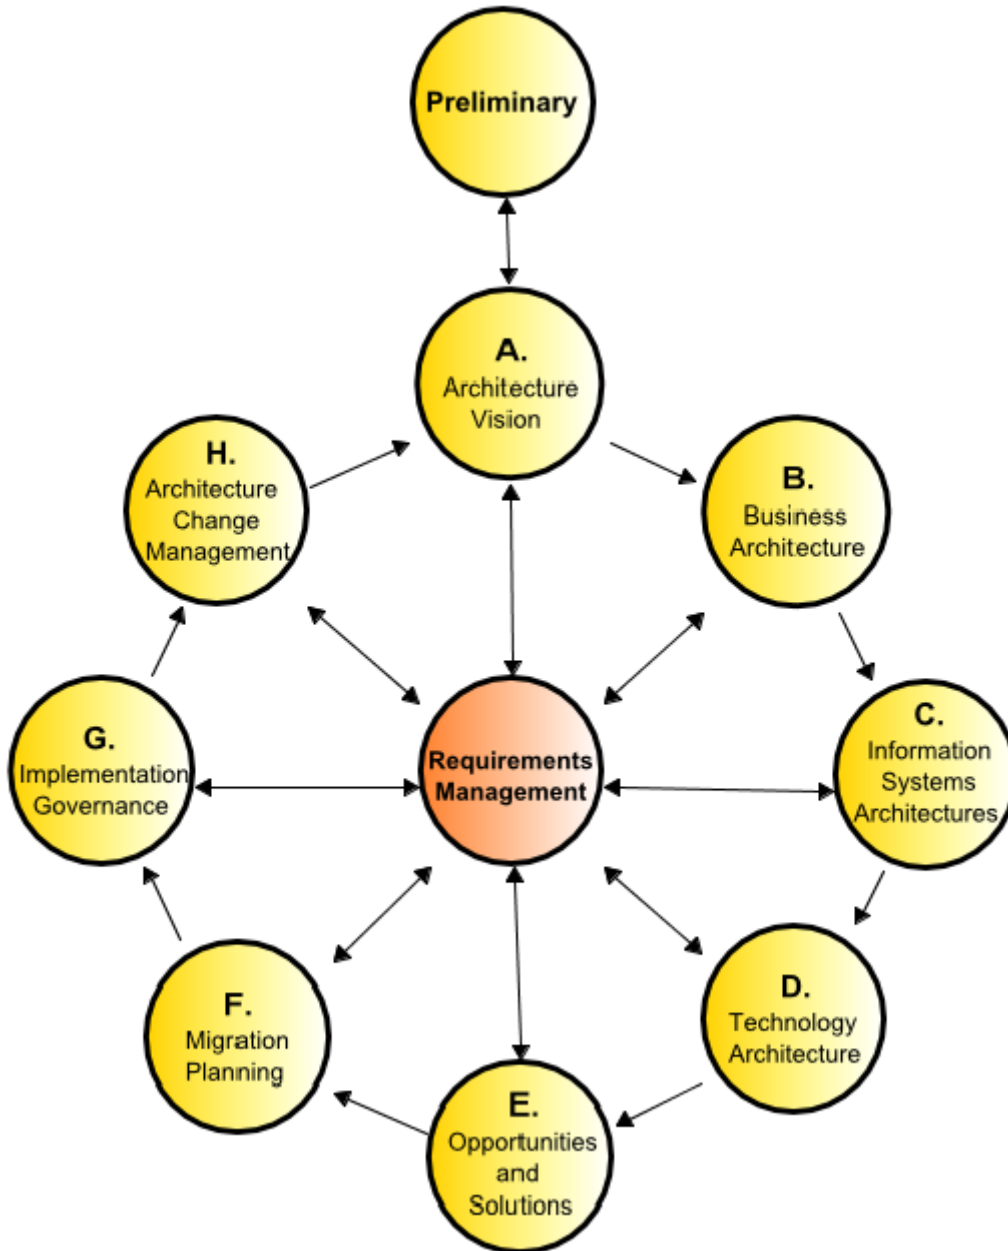 Preliminary
A.
Architecture
Vision
B.
Business
Architecture
C.
Information
Systems
Architectures
D.
Technology
Architecture
E.
Opportunities
and
Solutions
F.
Migration
Planning
G.
Implementation
Governance
H.
Architecture
Change
Management
Requirements
Management